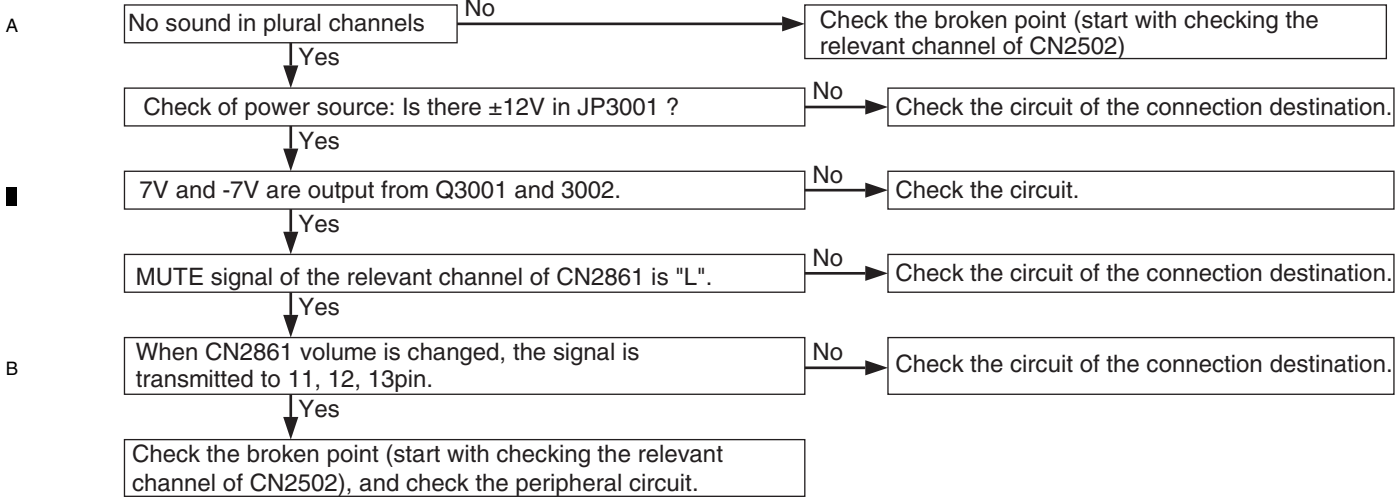 A
No sound in plural channels
No
Check the broken point (start with checking the
relevant channel of CN2502)
Yes
Check of power source: Is there ±12V in JP3001 ?
No
Check the circuit of the connection destination.
Yes
7V and -7V are output from Q3001 and 3002.
No
Check the circuit.
Yes
MUTE signal of the relevant channel of CN2861 is "L".
No
Check the circuit of the connection destination.
Yes
B
When CN2861 volume is changed, the signal is
transmitted to 11, 12, 13pin.
No
Check the circuit of the connection destination.
Yes
Check the broken point (start with checking the relevant
channel of CN2502), and check the peripheral circuit.